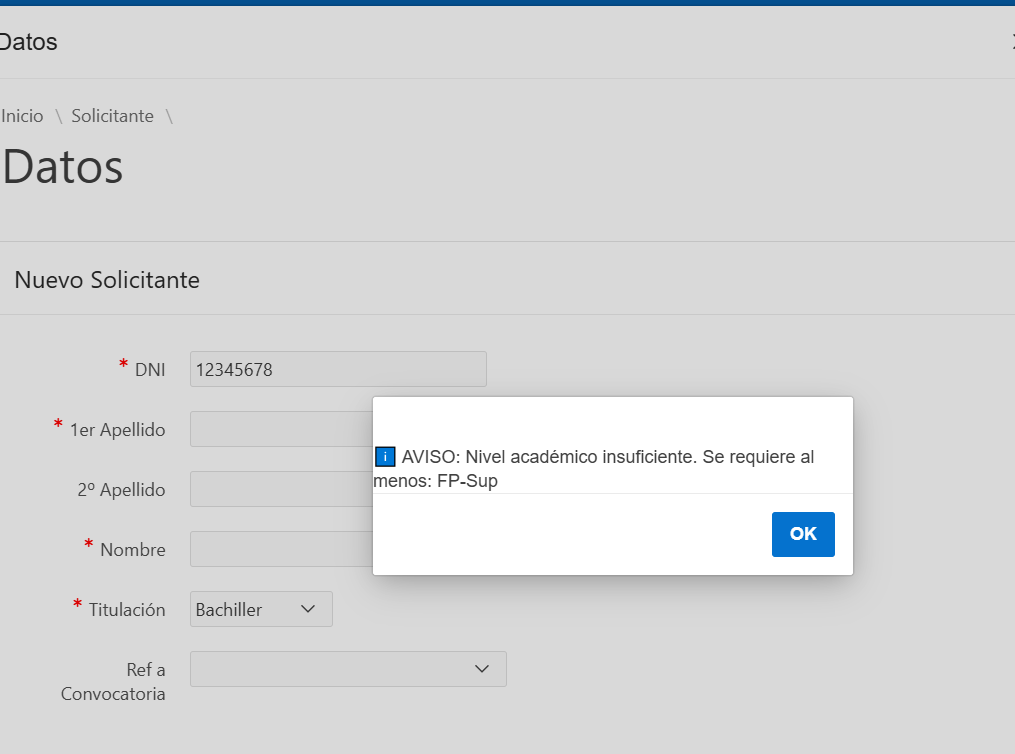 Datos
Inicio \ Solicitante \
Datos
Nuevo Solicitante
* DNI 12345678
* 1er Apellido
2º Apellido
* Nombre
* Titulación Bachiller
Ref a
Convocatoria
i AVISO: Nivel académico insuficiente. Se requiere al
menos: FP-Sup
OK